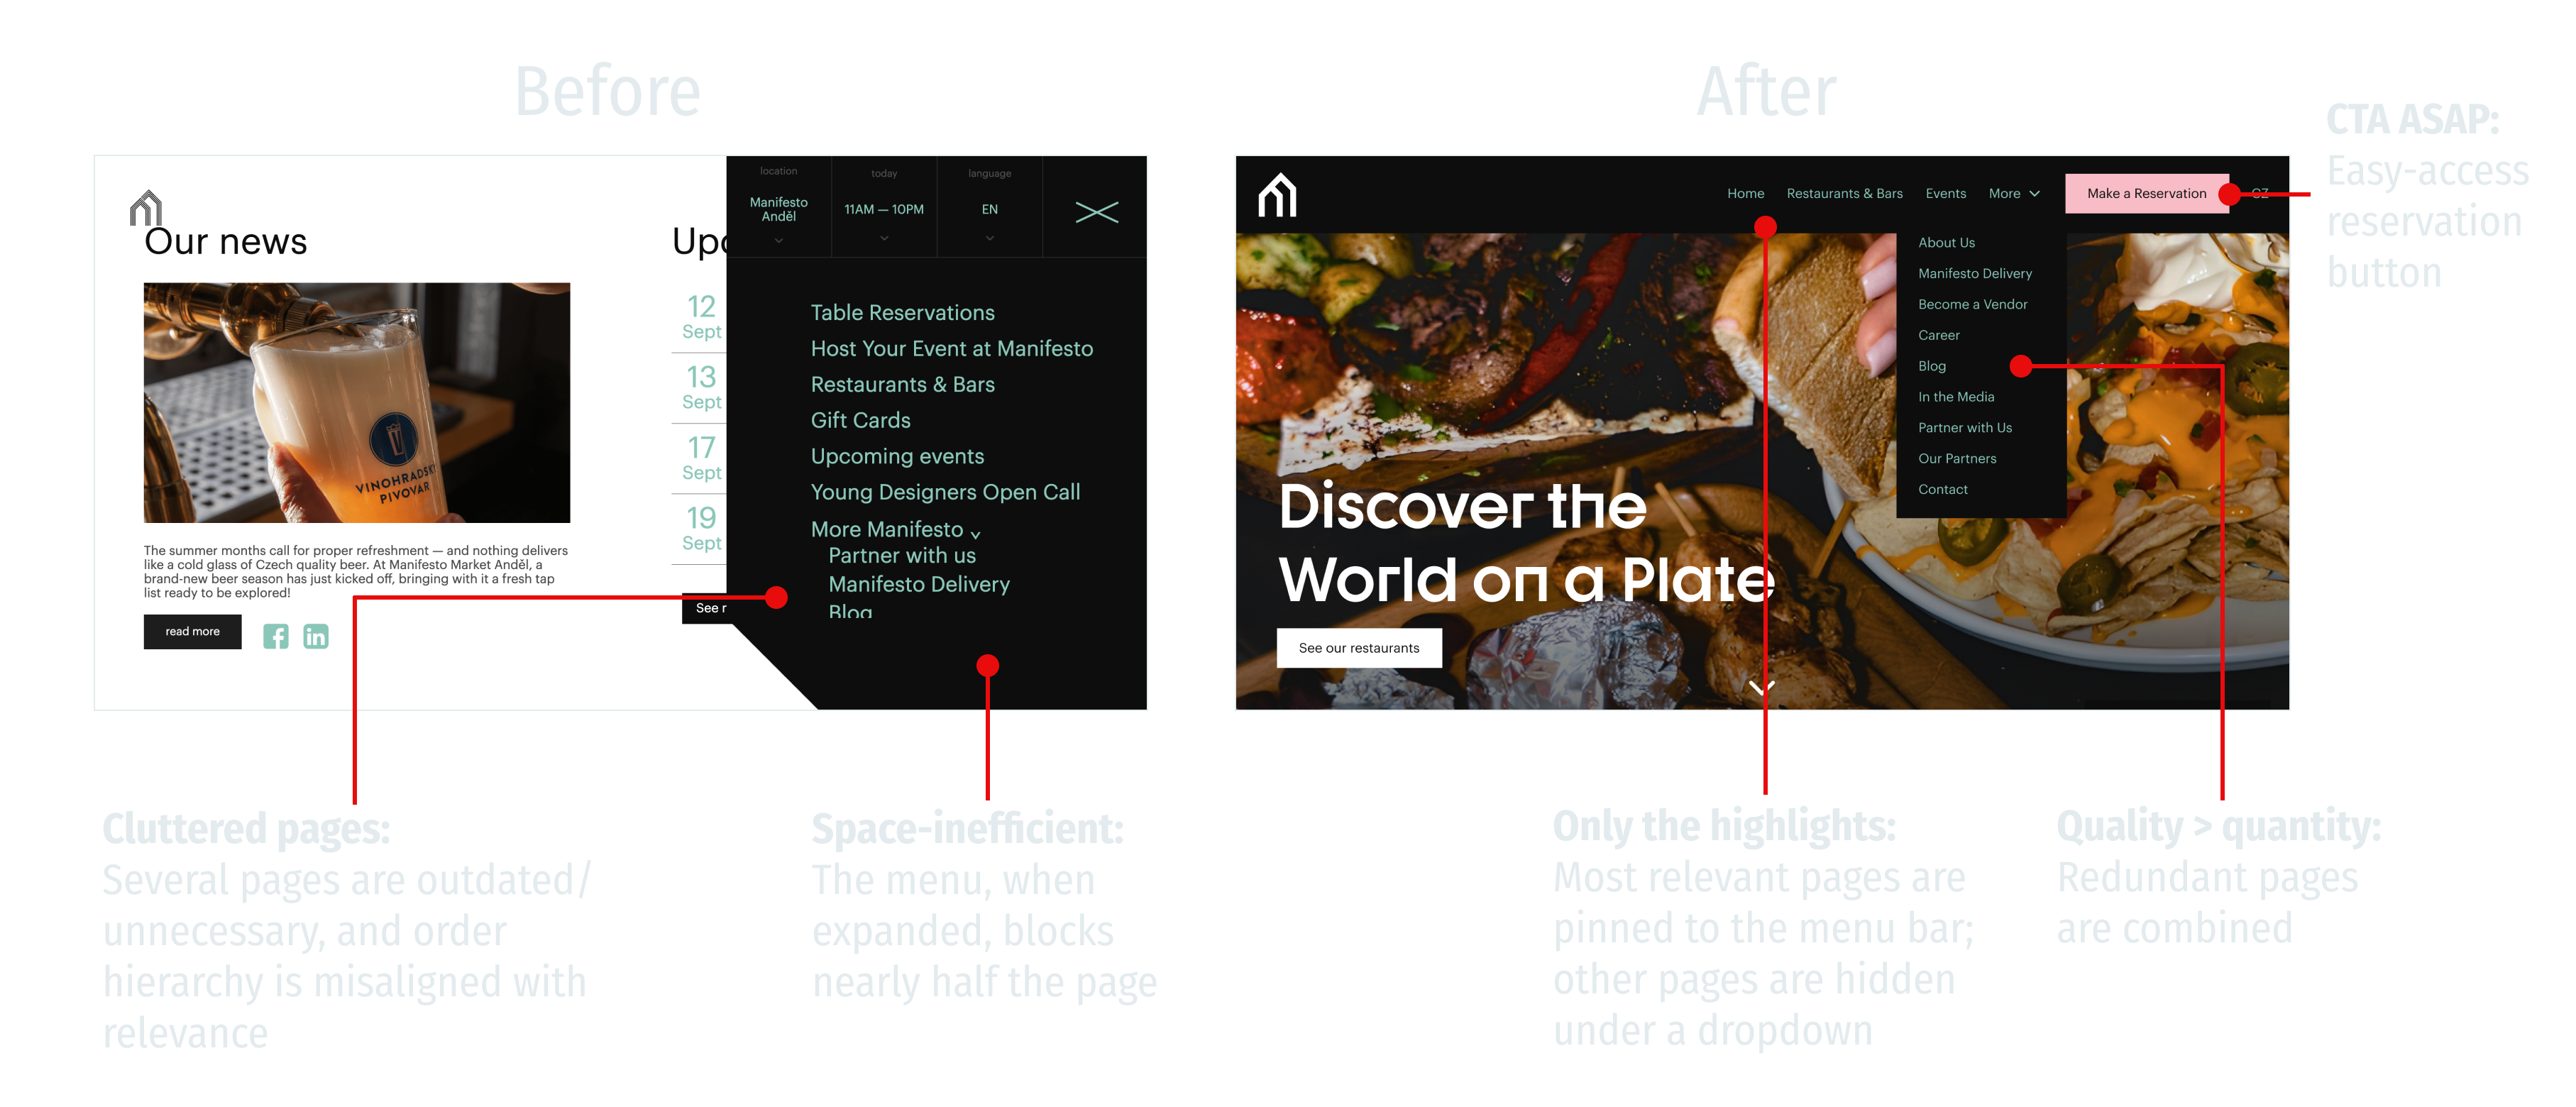 Before
Our news
The summer months call for proper refreshment — and nothing delivers
like a cold glass of Czech quality beer. At Manifesto Market Anděl, a
brand-new beer season has just kicked off, bringing with it a fresh tap
list ready to be explored!
read more
VINOHRADSKÝ
PIVOVAR
Upc
12
Sept
13
Sept
17
Sept
19
Sept
See r
location
Manifesto
Anděl
today
11AM — 10PM
language
EN
Table Reservations
Host Your Event at Manifesto
Restaurants & Bars
Gift Cards
Upcoming events
Young Designers Open Call
More Manifesto
Partner with us
Manifesto Delivery
Blog
Cluttered pages:
Several pages are outdated/
unnecessary, and order
hierarchy is misaligned with
relevance
Space-inefficient:
The menu, when
expanded, blocks
nearly half the page
After
Home Restaurants & Bars Events More Make a Reservation CZ
About Us
Manifesto Delivery
Become a Vendor
Career
Blog
In the Media
Partner with Us
Our Partners
Contact
Discover the
World on a Plate
See our restaurants
CTA ASAP:
Easy-access
reservation
button
Only the highlights:
Most relevant pages are
pinned to the menu bar;
other pages are hidden
under a dropdown
Quality > quantity:
Redundant pages
are combined